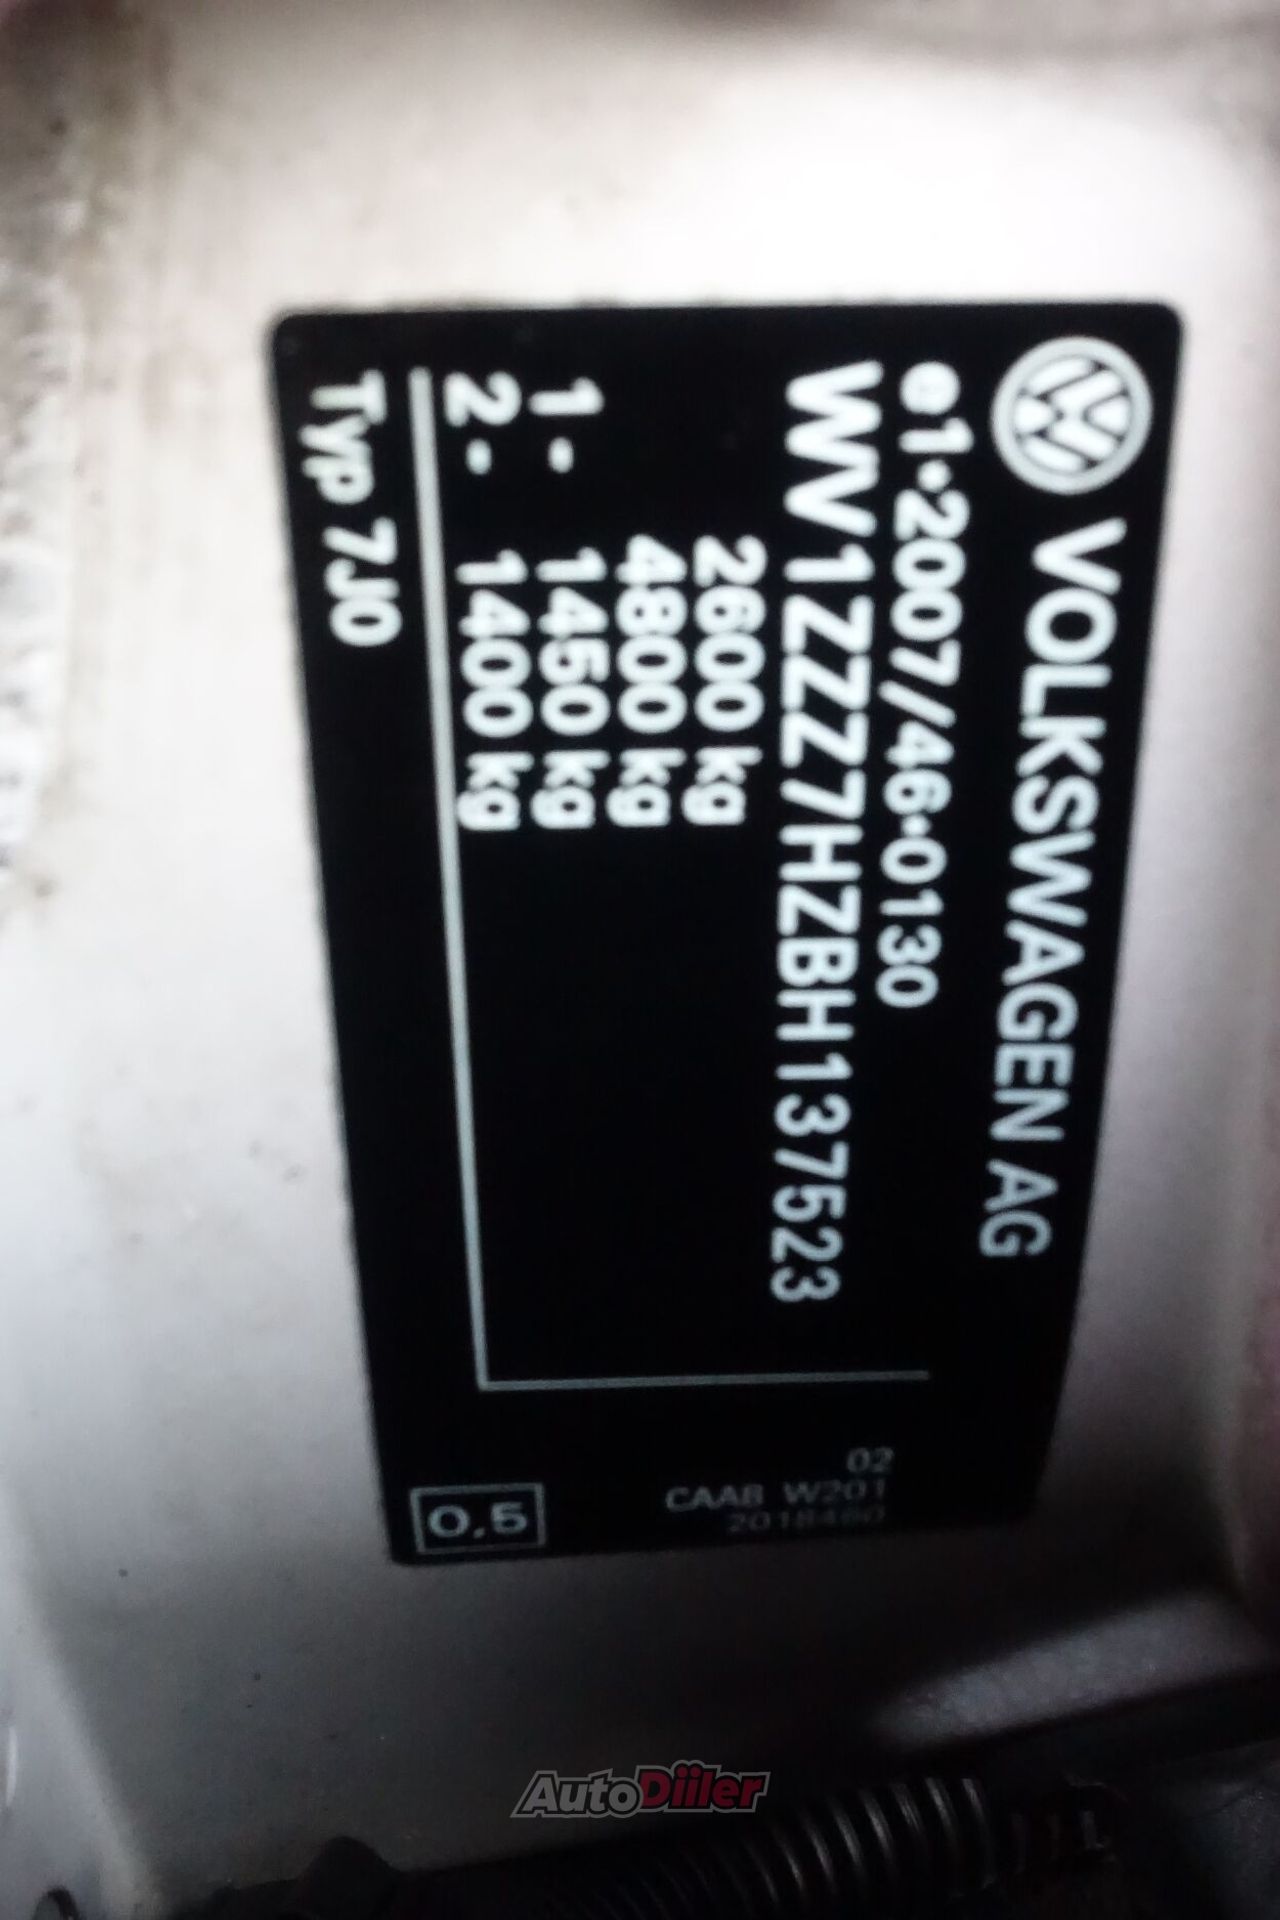 VOLKSWAGEN AG
e1*2007/46*0130
WV1ZZZ7HZBH137523
2600 kg
4800 kg
1- 1450 kg
2- 1400 kg
Typ 7J0
02
CAAB W201
2018460
0,5
AutoDiiler